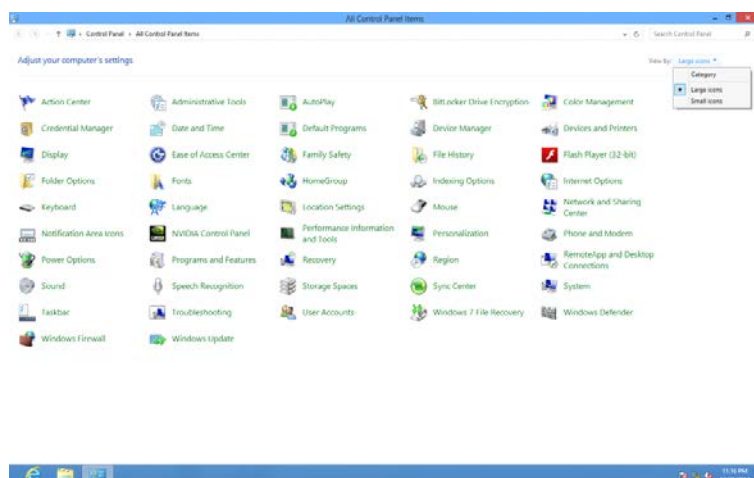 All Control Panel Items
Control Panel ▸ All Control Panel Items
Search Control Panel
Adjust your computer's settings
View by: Large icons
Category
Large icons
Small icons
Action Center
Administrative Tools
AutoPlay
BitLocker Drive Encryption
Color Management
Credential Manager
Date and Time
Default Programs
Device Manager
Devices and Printers
Display
Ease of Access Center
Family Safety
File History
Flash Player (32-bit)
Folder Options
Fonts
HomeGroup
Indexing Options
Internet Options
Keyboard
Language
Location Settings
Mouse
Network and Sharing
Center
Notification Area Icons
NVIDIA Control Panel
Performance Information
and Tools
Personalization
Phone and Modem
Power Options
Programs and Features
Recovery
Region
RemoteApp and Desktop
Connections
Sound
Speech Recognition
Storage Spaces
Sync Center
System
Taskbar
Troubleshooting
User Accounts
Windows 7 File Recovery
Windows Defender
Windows Firewall
Windows Update